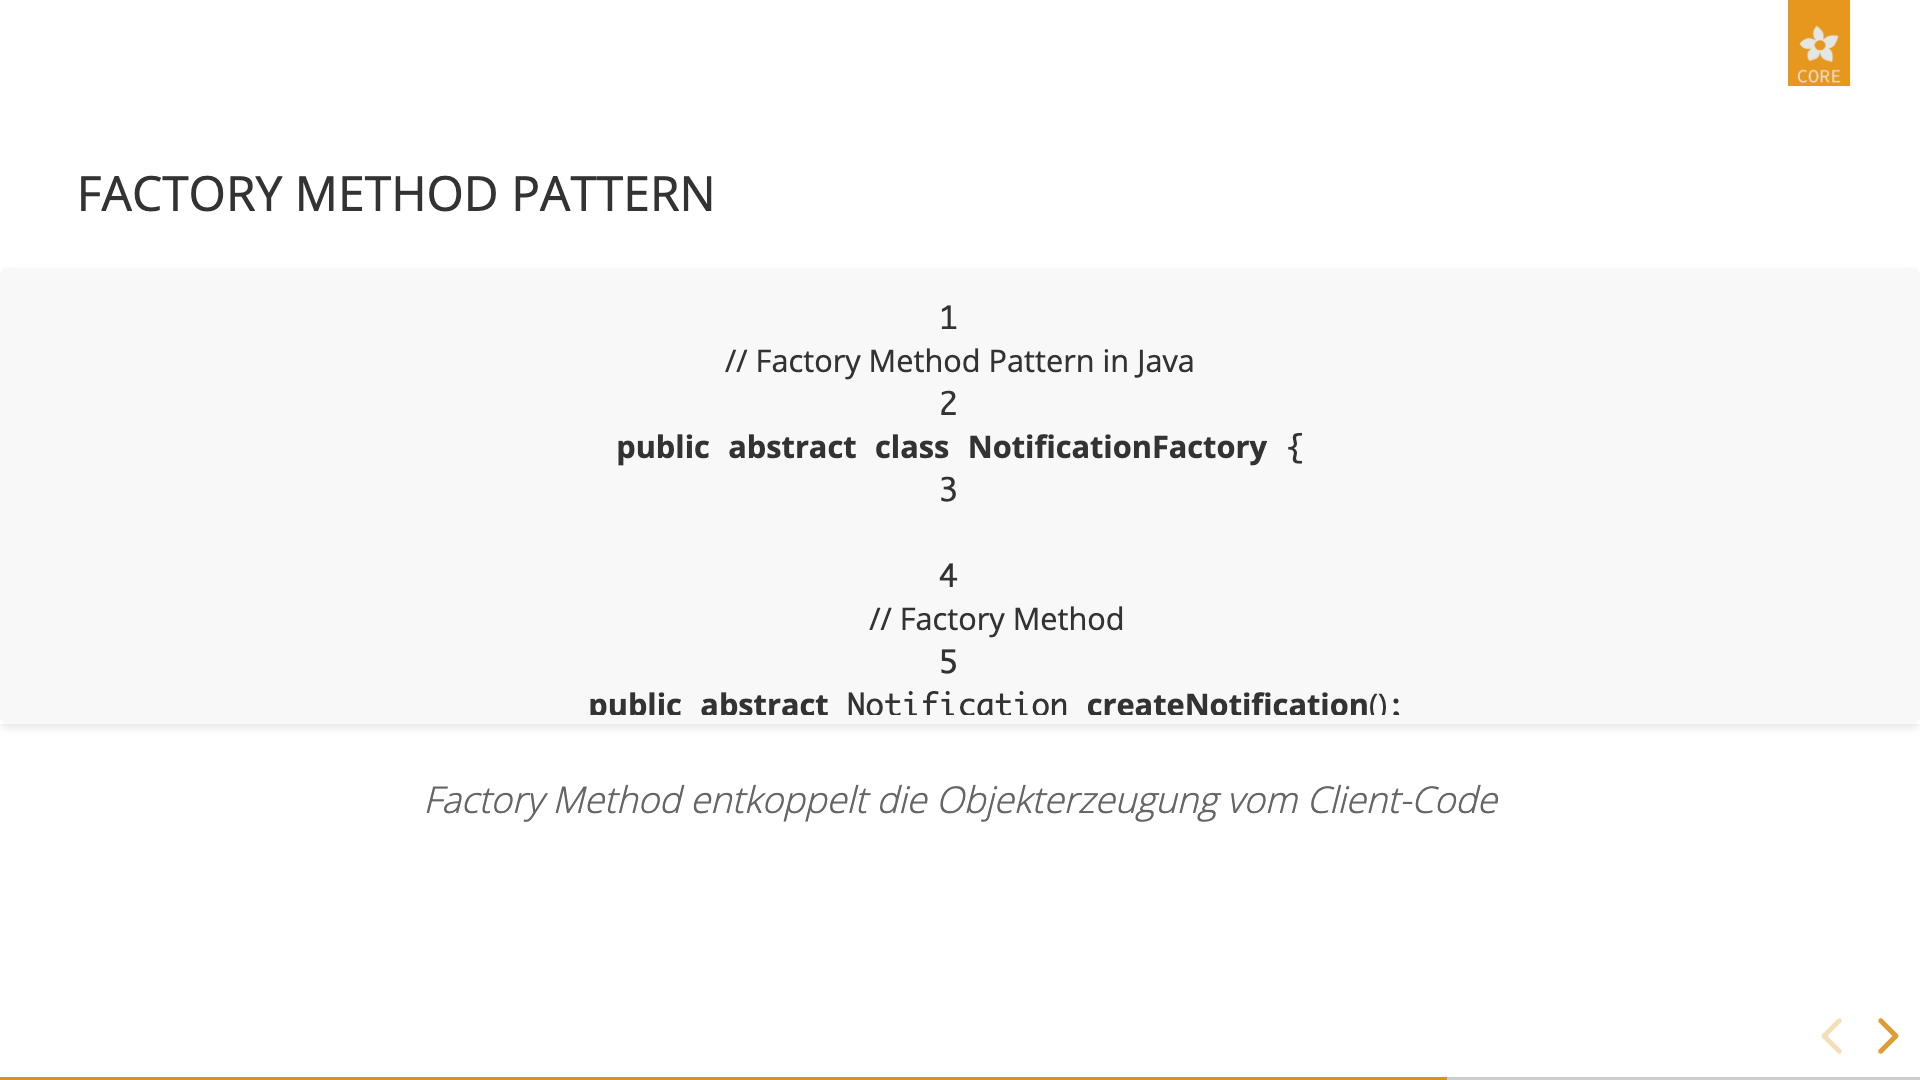 CORE
FACTORY METHOD PATTERN
1
// Factory Method Pattern in Java
2
public abstract class NotificationFactory {
3
4
// Factory Method
5
public abstract Notification createNotification();
Factory Method entkoppelt die Objekterzeugung vom Client-Code